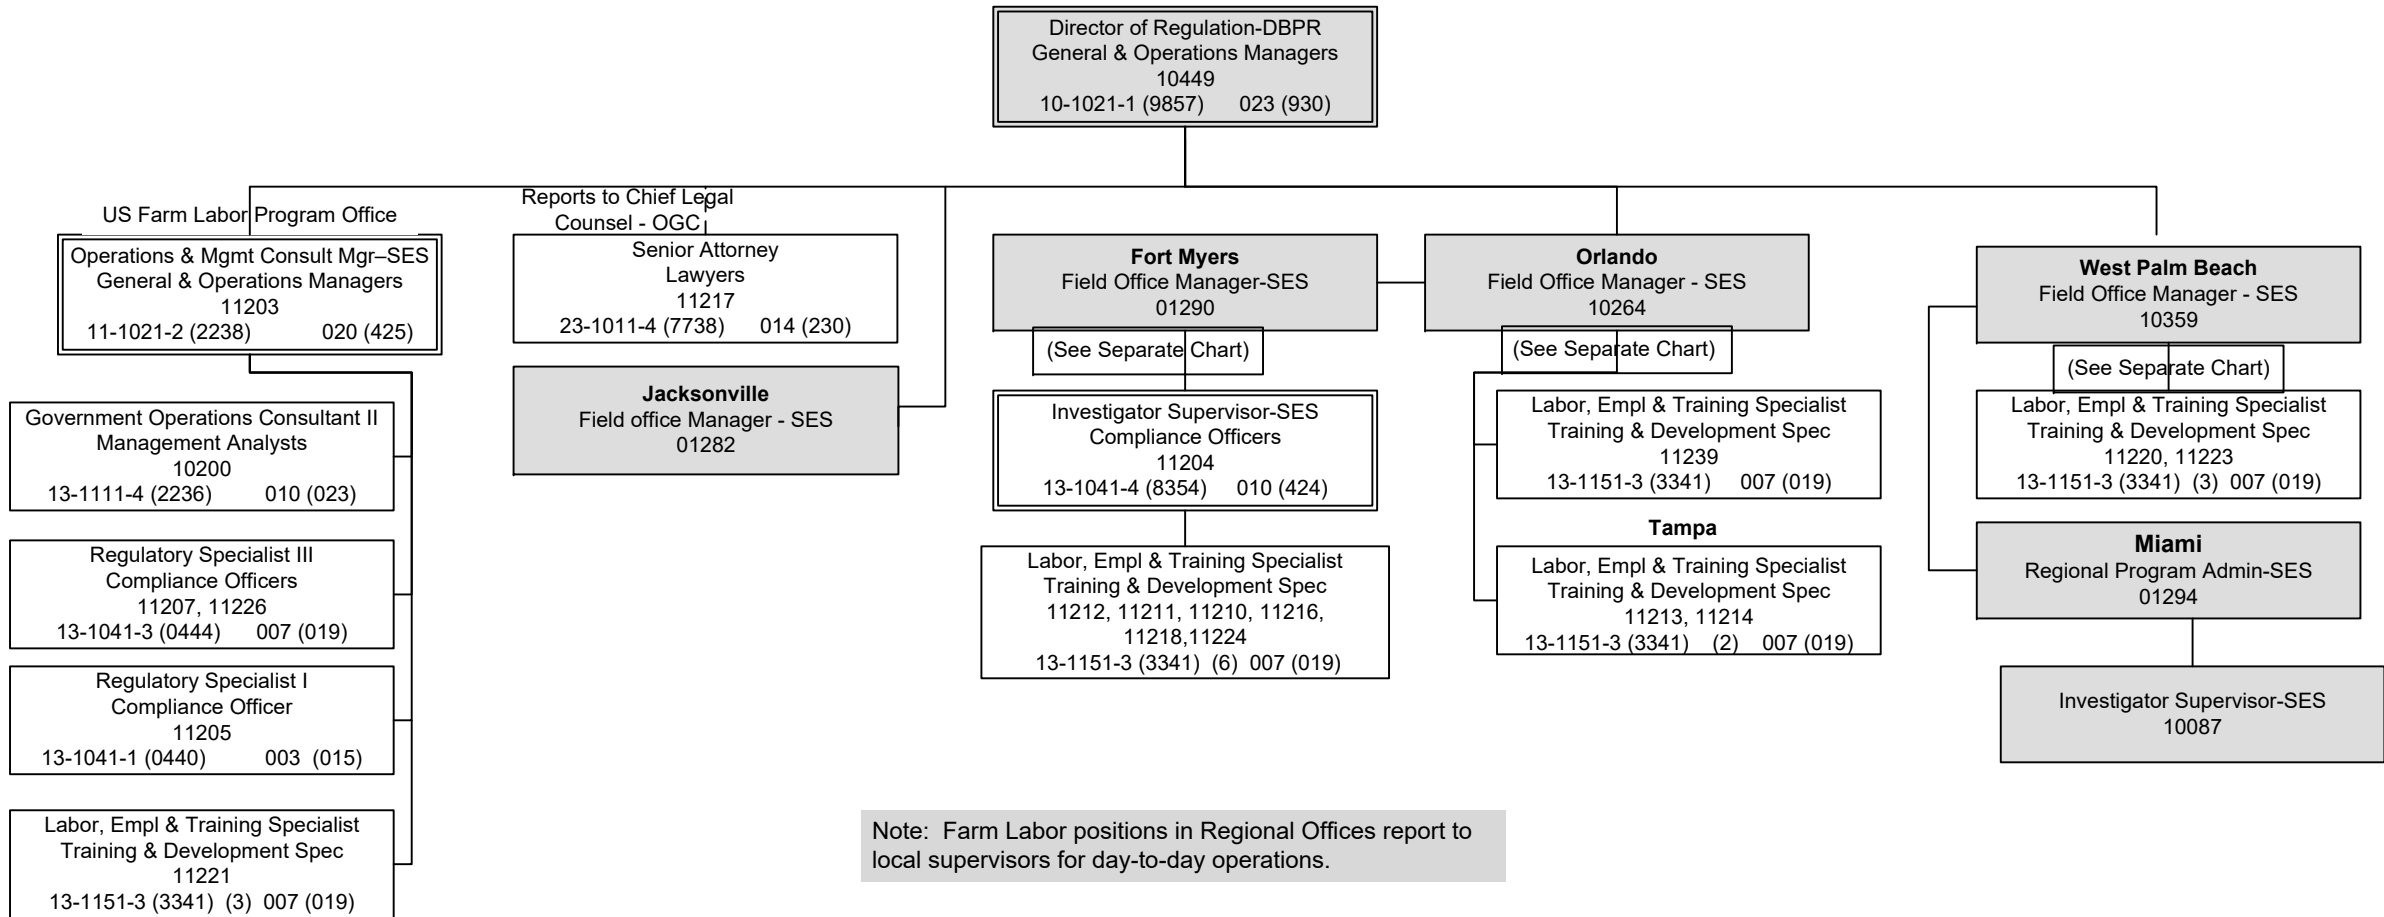 Director of Regulation-DBPR
General & Operations Managers
10449
10-1021-1 (9857) 023 (930)
US Farm Labor Program Office
Operations & Mgmt Consult Mgr–SES
General & Operations Managers
11203
11-1021-2 (2238) 020 (425)
Government Operations Consultant II
Management Analysts
10200
13-1111-4 (2236) 010 (023)
Regulatory Specialist III
Compliance Officers
11207, 11226
13-1041-3 (0444) 007 (019)
Regulatory Specialist I
Compliance Officer
11205
13-1041-1 (0440) 003 (015)
Labor, Empl & Training Specialist
Training & Development Spec
11221
13-1151-3 (3341) (3) 007 (019)
Reports to Chief Legal
Counsel - OGC
Senior Attorney
Lawyers
11217
23-1011-4 (7738) 014 (230)
Jacksonville
Field office Manager - SES
01282
Fort Myers
Field Office Manager-SES
01290
(See Separate Chart)
Investigator Supervisor-SES
Compliance Officers
11204
13-1041-4 (8354) 010 (424)
Labor, Empl & Training Specialist
Training & Development Spec
11212, 11211, 11210, 11216,
11218,11224
13-1151-3 (3341) (6) 007 (019)
Orlando
Field Office Manager - SES
10264
(See Separate Chart)
Labor, Empl & Training Specialist
Training & Development Spec
11239
13-1151-3 (3341) 007 (019)
Tampa
Labor, Empl & Training Specialist
Training & Development Spec
11213, 11214
13-1151-3 (3341) (2) 007 (019)
West Palm Beach
Field Office Manager - SES
10359
(See Separate Chart)
Labor, Empl & Training Specialist
Training & Development Spec
11220, 11223
13-1151-3 (3341) (3) 007 (019)
Miami
Regional Program Admin-SES
01294
Investigator Supervisor-SES
10087
Note: Farm Labor positions in Regional Offices report to
local supervisors for day-to-day operations.